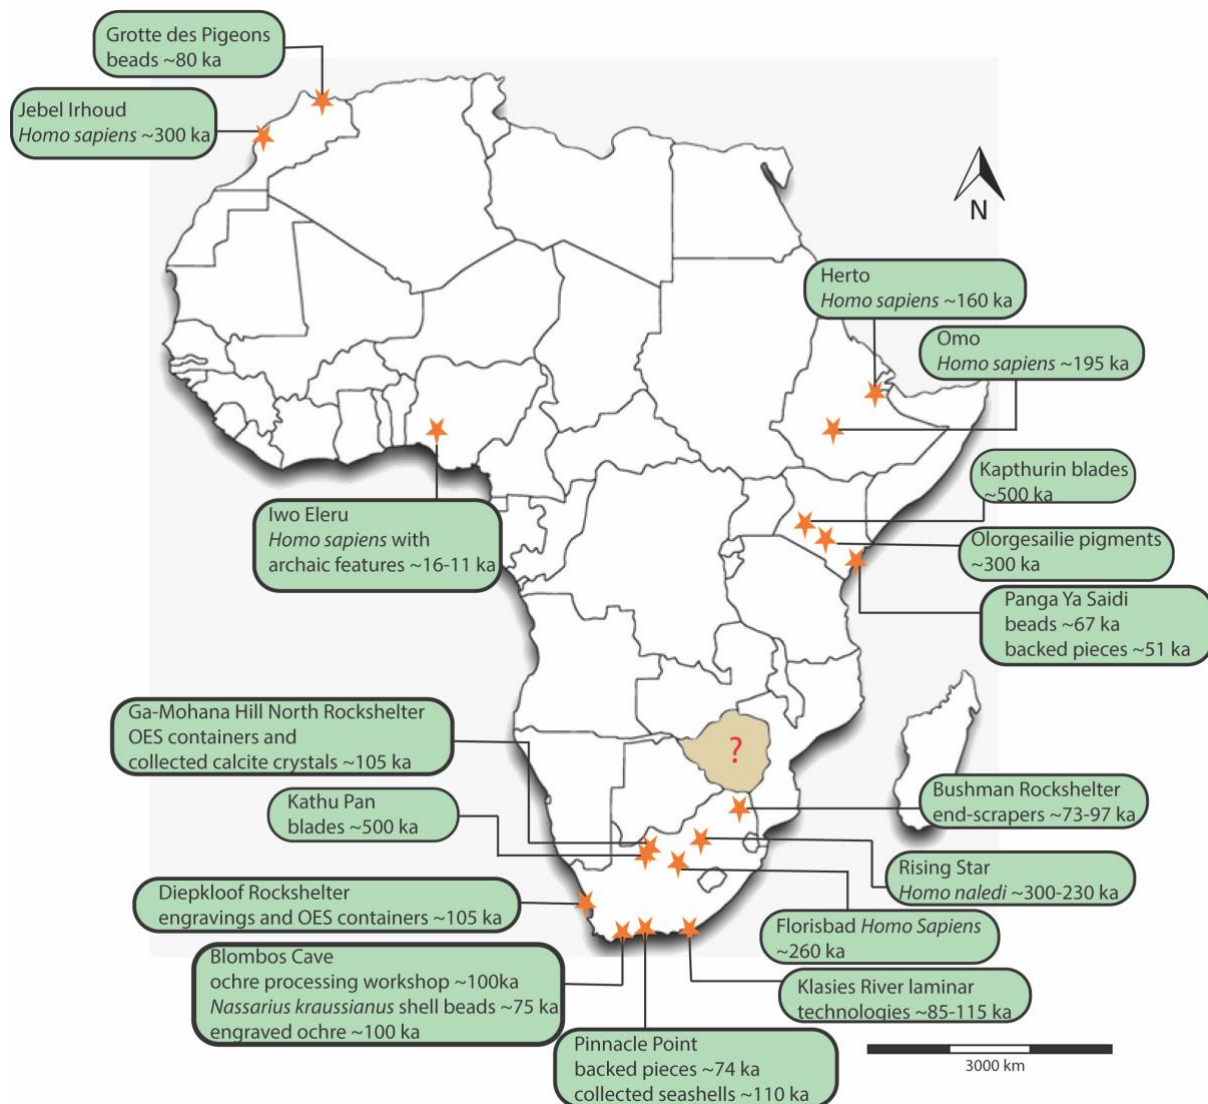 Grotte des Pigeons
beads ~80 ka
Jebel Irhoud
Homo sapiens ~300 ka
N
Herto
Homo sapiens ~160 ka
Omo
Homo sapiens ~195 ka
Kapthurin blades
~500 ka
Iwo Eleru
Homo sapiens with
archaic features ~16-11 ka
Olorgesailie pigments
~300 ka
Panga Ya Saidi
beads ~67 ka
backed pieces ~51 ka
Ga-Mohana Hill North Rockshelter
OES containers and
collected calcite crystals ~105 ka
?
Kathu Pan
blades ~500 ka
Bushman Rockshelter
end-scrapers ~73-97 ka
Rising Star
Homo naledi ~300-230 ka
Diepkloof Rockshelter
engravings and OES containers ~105 ka
Florisbad Homo Sapiens
~260 ka
Blombos Cave
ochre processing workshop ~100ka
Nassarius kraussianus shell beads ~75 ka
engraved ochre ~100 ka
Klasies River laminar
technologies ~85-115 ka
Pinnacle Point
backed pieces ~74 ka
collected seashells ~110 ka
3000 km